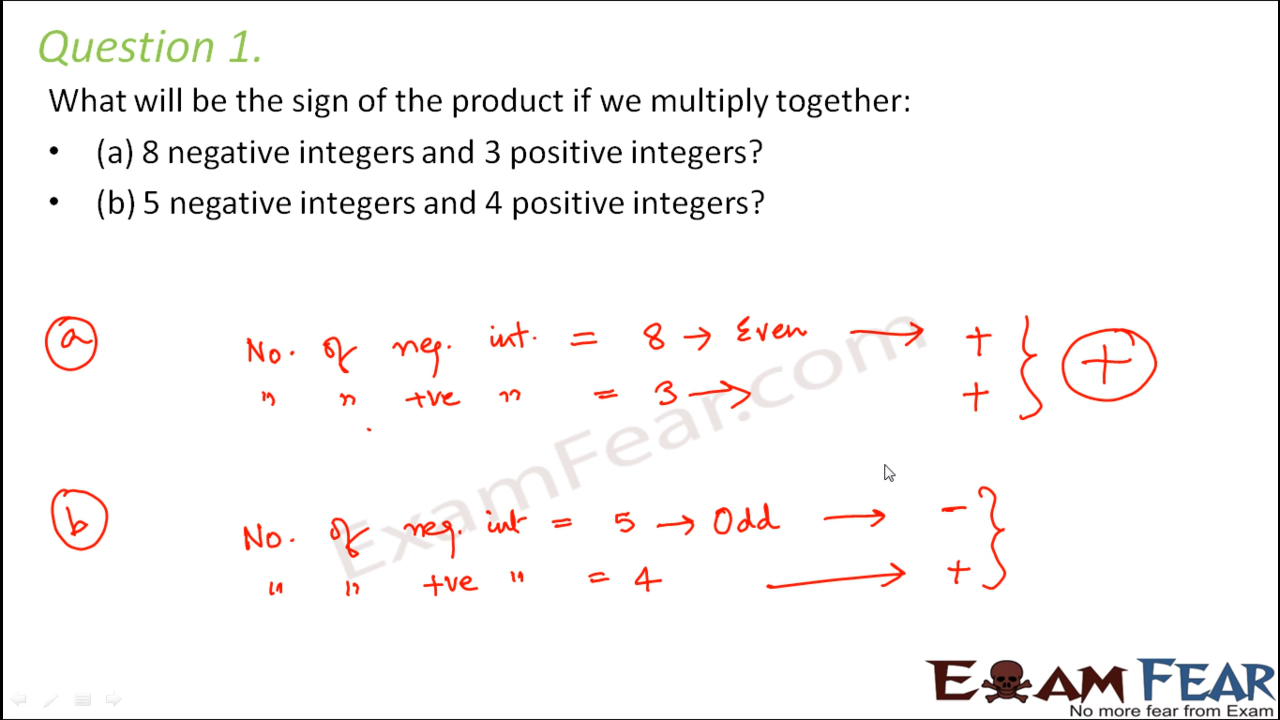 Question 1.
What will be the sign of the product if we multiply together:
• (a) 8 negative integers and 3 positive integers?
• (b) 5 negative integers and 4 positive integers?
a No. of neg. int. = 8 → Even → + } +
" " +ve " = 3 → +
ExamFear.com
b No. of neg. int = 5 → Odd → - }
" " +ve " = 4 → +
EXAM FEAR
No more fear from Exam